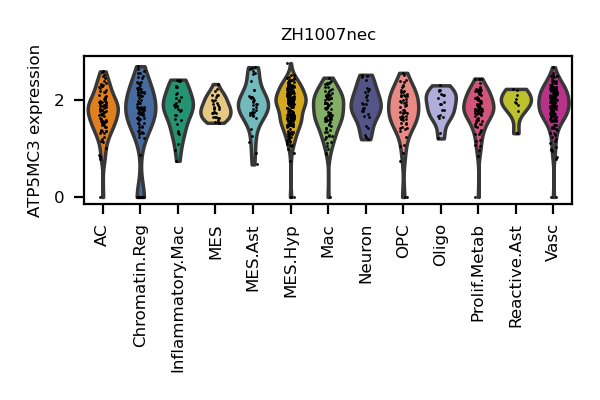 ZH1007nec
ATP5MC3 expression
2
0
AC
Chromatin.Reg
Inflammatory.Mac
MES
MES.Ast
MES.Hyp
Mac
Neuron
OPC
Oligo
Prolif.Metab
Reactive.Ast
Vasc